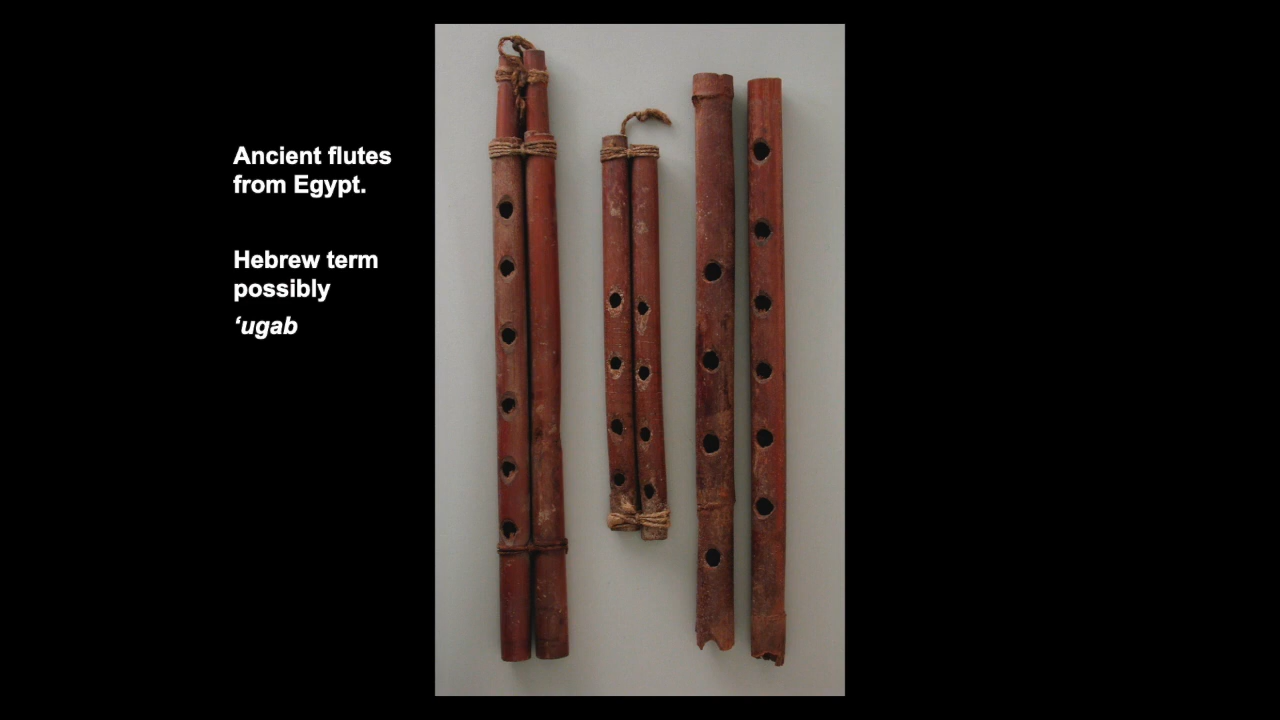 Ancient flutes
from Egypt.
Hebrew term
possibly
‘ugab